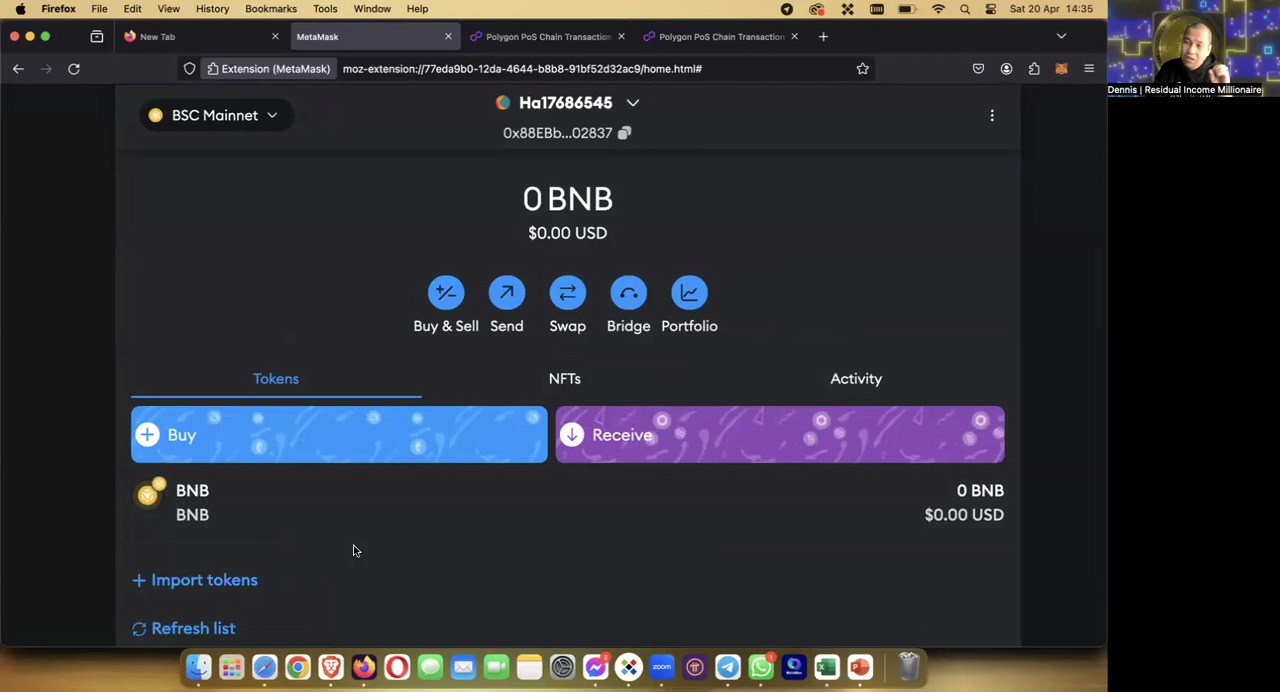 Firefox File Edit View History Bookmarks Tools Window Help Sat 20 Apr 14:35
New Tab MetaMask Polygon PoS Chain Transaction Polygon PoS Chain Transaction
Extension (MetaMask) moz-extension://77eda9b0-12da-4644-b8b8-91bf52d32ac9/home.html#
Dennis | Residual Income Millionaire
BSC Mainnet Ha17686545
0x88EBb...02837
0 BNB
$0.00 USD
Buy & Sell Send Swap Bridge Portfolio
Tokens NFTs Activity
Buy Receive
BNB 0 BNB
BNB $0.00 USD
+ Import tokens
Refresh list
zoom